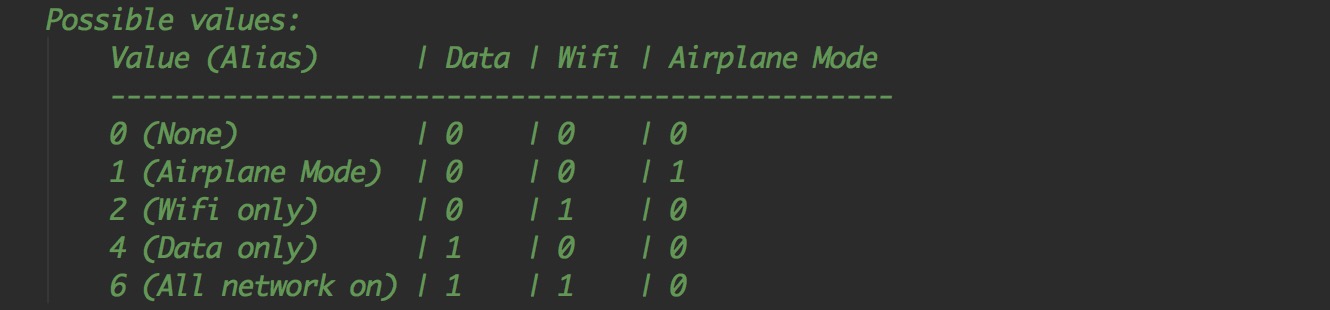 Possible values:
Value (Alias)      | Data | Wifi | Airplane Mode
-------------------------------------------------
0 (None)           | 0    | 0    | 0
1 (Airplane Mode)  | 0    | 0    | 1
2 (Wifi only)      | 0    | 1    | 0
4 (Data only)      | 1    | 0    | 0
6 (All network on) | 1    | 1    | 0